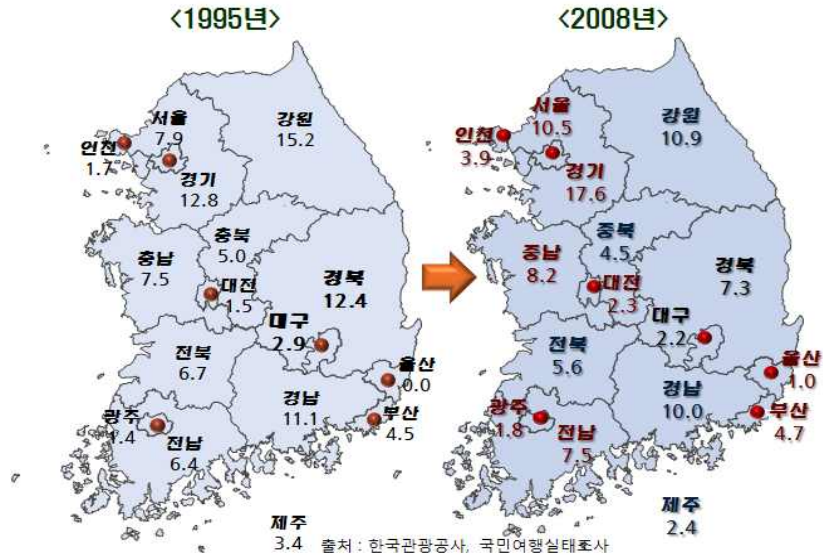 <1995년>
서울
7.9
인천
1.7
경기
12.8
강원
15.2
충북
5.0
충남
7.5
대전
1.5
경북
12.4
대구
2.9
전북
6.7
울산
0.0
경남
11.1
부산
4.5
광주
1.4
전남
6.4
제주
3.4
<2008년>
서울
10.5
인천
3.9
경기
17.6
강원
10.9
중북
4.5
중남
8.2
대전
2.3
경북
7.3
대구
2.2
전북
5.6
울산
1.0
경남
10.0
부산
4.7
광주
1.8
전남
7.5
제주
2.4
출처 : 한국관광공사, 국민여행실태조사